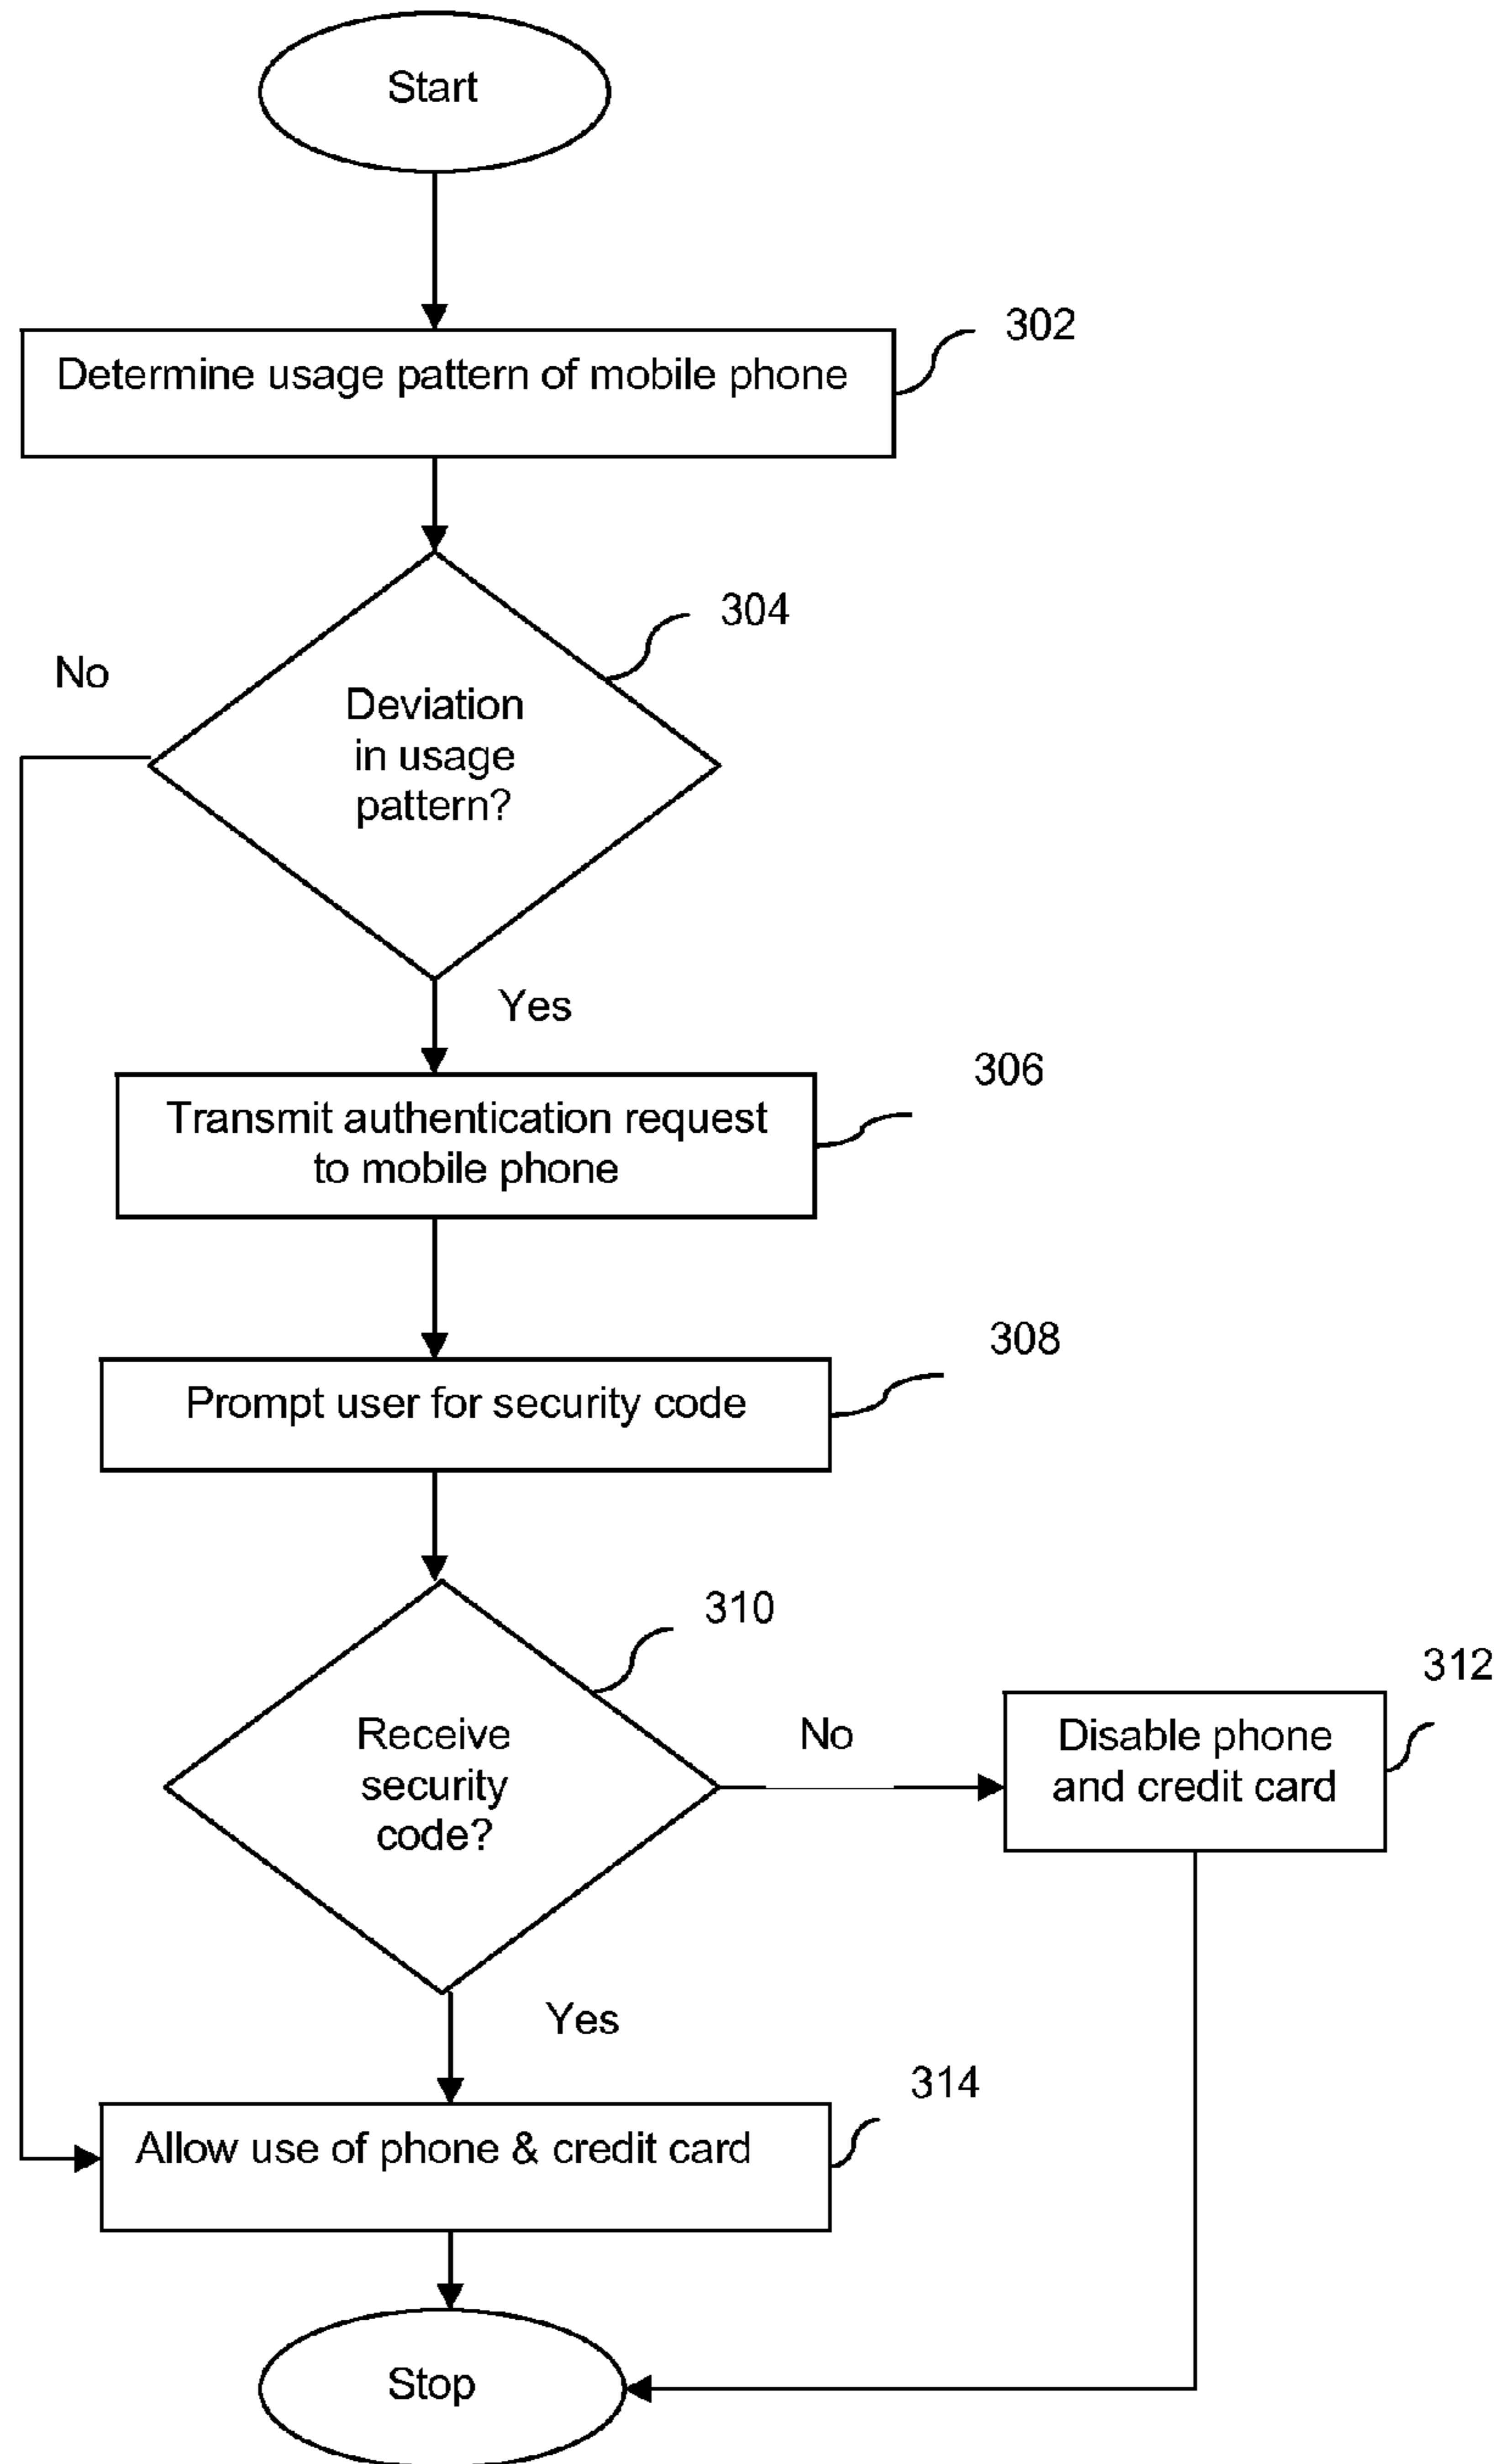 Start
Determine usage pattern of mobile phone
302
304
No
Deviation
in usage
pattern?
Yes
306
Transmit authentication request
to mobile phone
308
Prompt user for security code
310
Receive
security
code?
No
312
Disable phone
and credit card
Yes
314
Allow use of phone & credit card
Stop